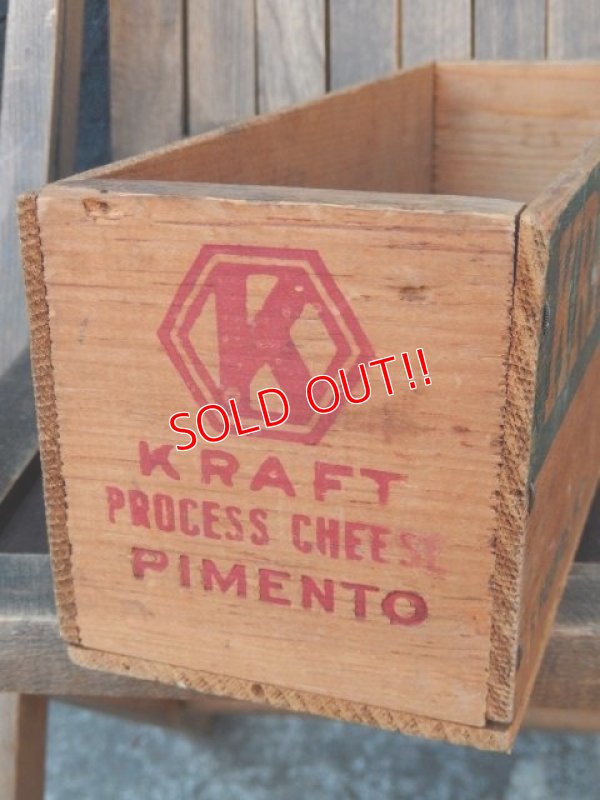 K
SOLD OUT!!
KRAFT
PROCESS CHEESE
PIMENTO